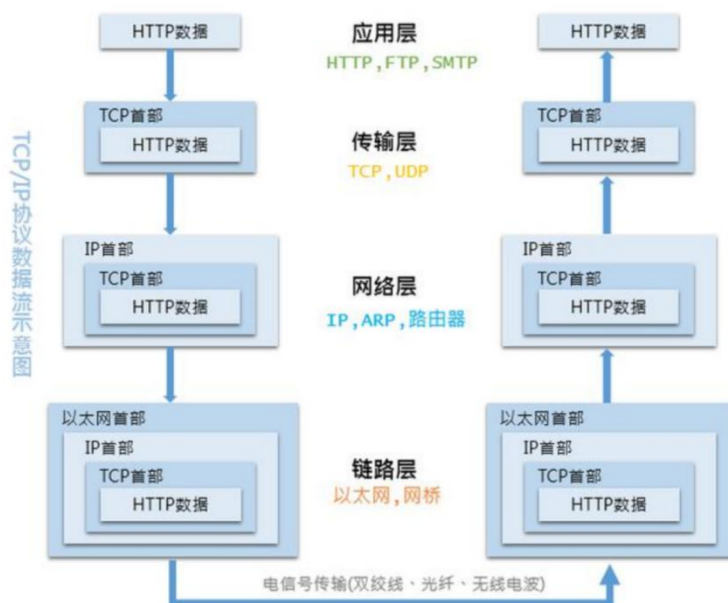 TCP/IP协议数据流示意图
HTTP数据
应用层
HTTP,FTP,SMTP
HTTP数据
TCP首部
HTTP数据
传输层
TCP,UDP
TCP首部
HTTP数据
IP首部
TCP首部
HTTP数据
网络层
IP,ARP,路由器
IP首部
TCP首部
HTTP数据
以太网首部
IP首部
TCP首部
HTTP数据
链路层
以太网,网桥
以太网首部
IP首部
TCP首部
HTTP数据
电信号传输(双绞线、光纤、无线电波)